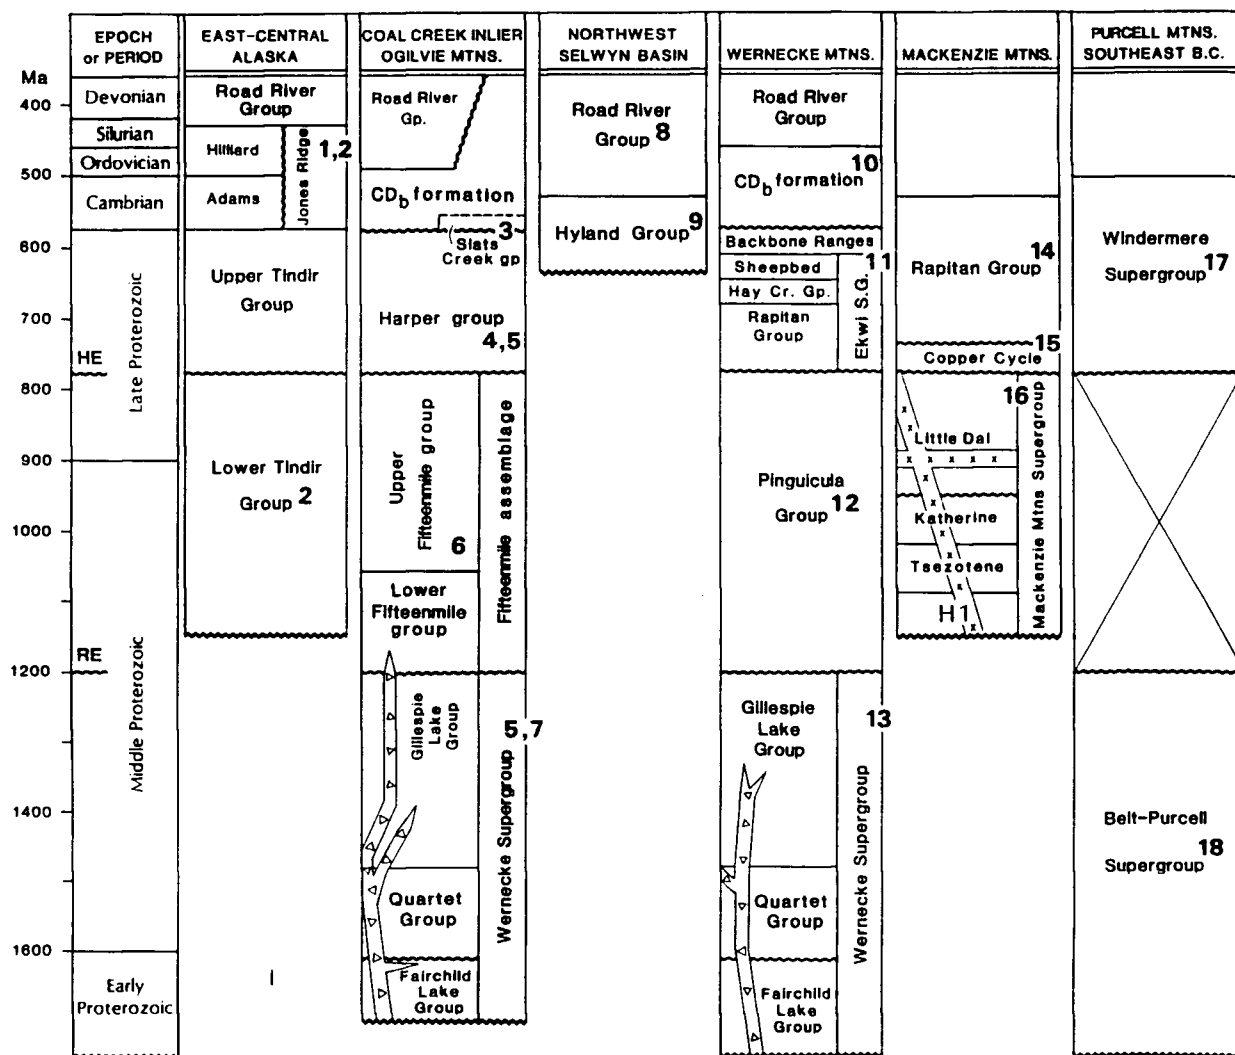 EPOCH
or PERIOD
EAST-CENTRAL
ALASKA
COAL CREEK INLIER
OGILVIE MTNS.
NORTHWEST
SELWYN BASIN
WERNECKE MTNS.
MACKENZIE MTNS.
PURCELL MTNS.
SOUTHEAST B.C.
Ma
400
500
600
700
HE
800
900
1000
RE
1200
1400
1600
Devonian
Silurian
Ordovician
Cambrian
Late Proterozoic
Middle Proterozoic
Early
Proterozoic
Road River
Group
Hilliard
Adams
Jones Ridge
1,2
Upper Tindir
Group
Lower Tindir
Group 2
Road River
Gp.
CDb formation
3
Slats
Creek gp
Harper group
4,5
Upper
Fifteenmile group
6
Lower
Fifteenmile
group
Fifteenmile assemblage
Gillespie
Lake
Group
5,7
Quartet
Group
Fairchild
Lake
Group
Wernecke Supergroup
Road River
Group 8
Hyland Group 9
Road River
Group
10
CDb formation
Backbone Ranges
11
Sheepbed
Hay Cr. Gp.
Rapitan
Group
Ekwi S.G.
Pinguicula
Group 12
Gillespie
Lake
Group
13
Quartet
Group
Fairchild
Lake
Group
Wernecke Supergroup
14
Rapitan Group
15
Copper Cycle
16
Little Dal
Katherine
Tsezotene
H1
Mackenzie Mtns Supergroup
Windermere
Supergroup 17
Belt-Purcell
Supergroup 18